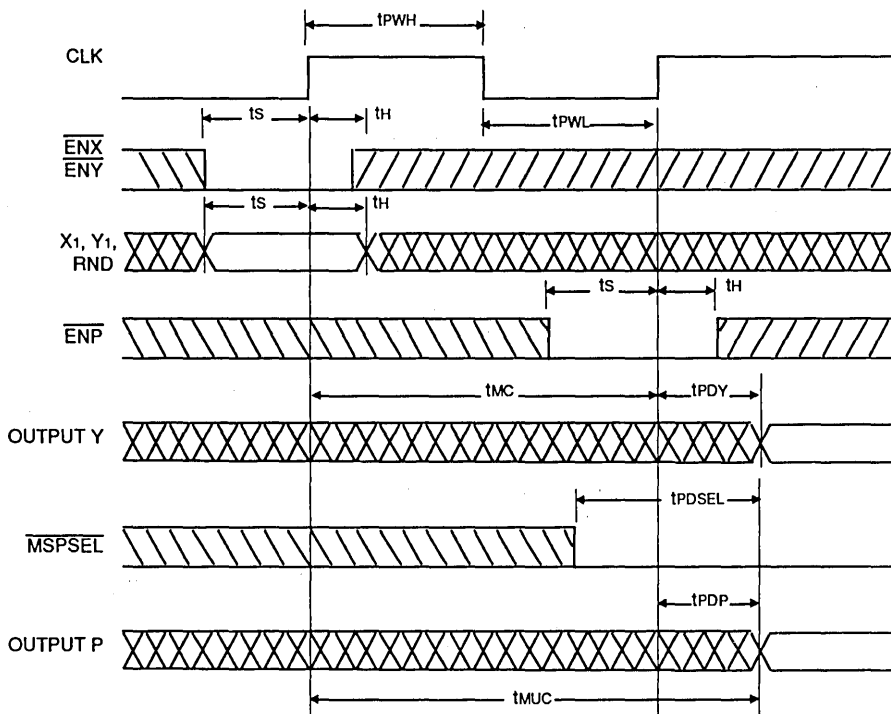 tPWH
CLK
tS tH
tPWL
ENX
ENY
tS tH
X1, Y1,
RND
tS tH
ENP
tMC tPDY
OUTPUT Y
tPDSEL
MSPSEL
tPDP
OUTPUT P
tMUC